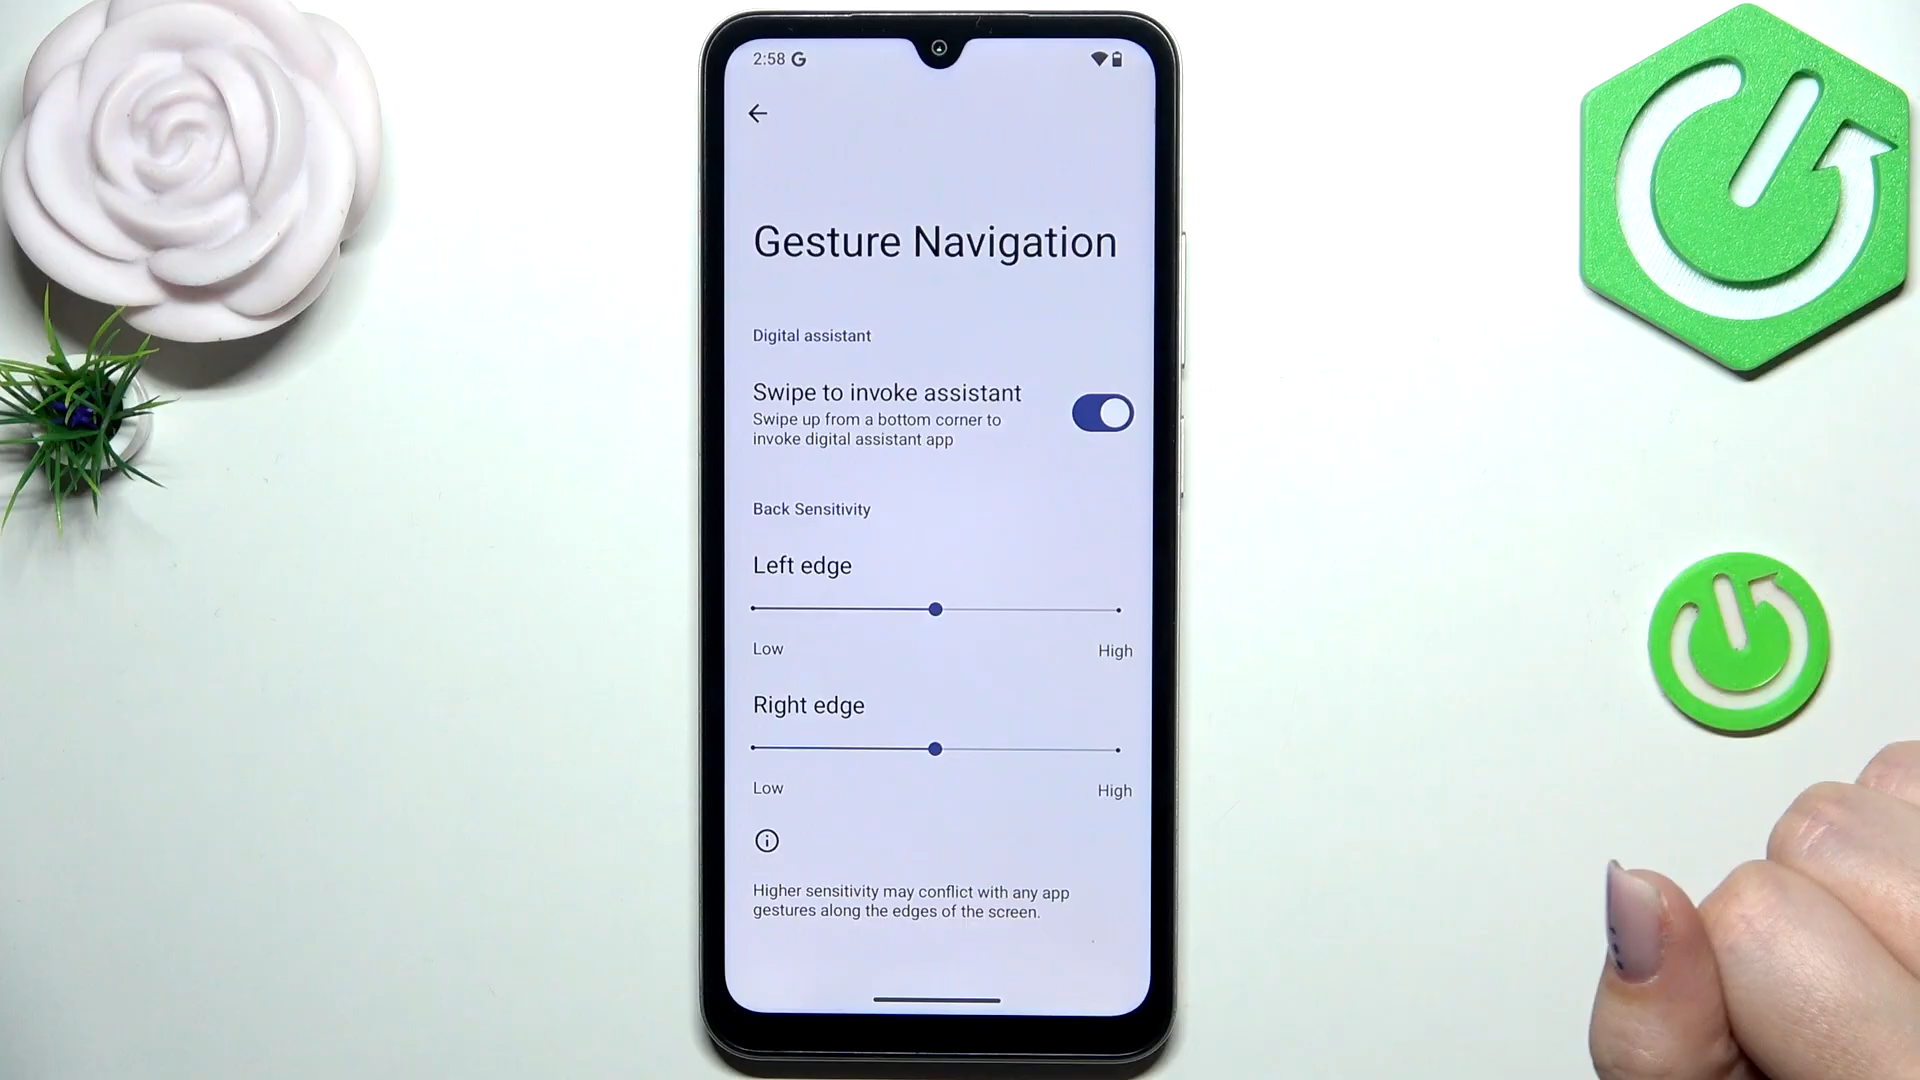 2:58 G
Gesture Navigation
Digital assistant
Swipe to invoke assistant
Swipe up from a bottom corner to
invoke digital assistant app
Back Sensitivity
Left edge
Low High
Right edge
Low High
Higher sensitivity may conflict with any app
gestures along the edges of the screen.